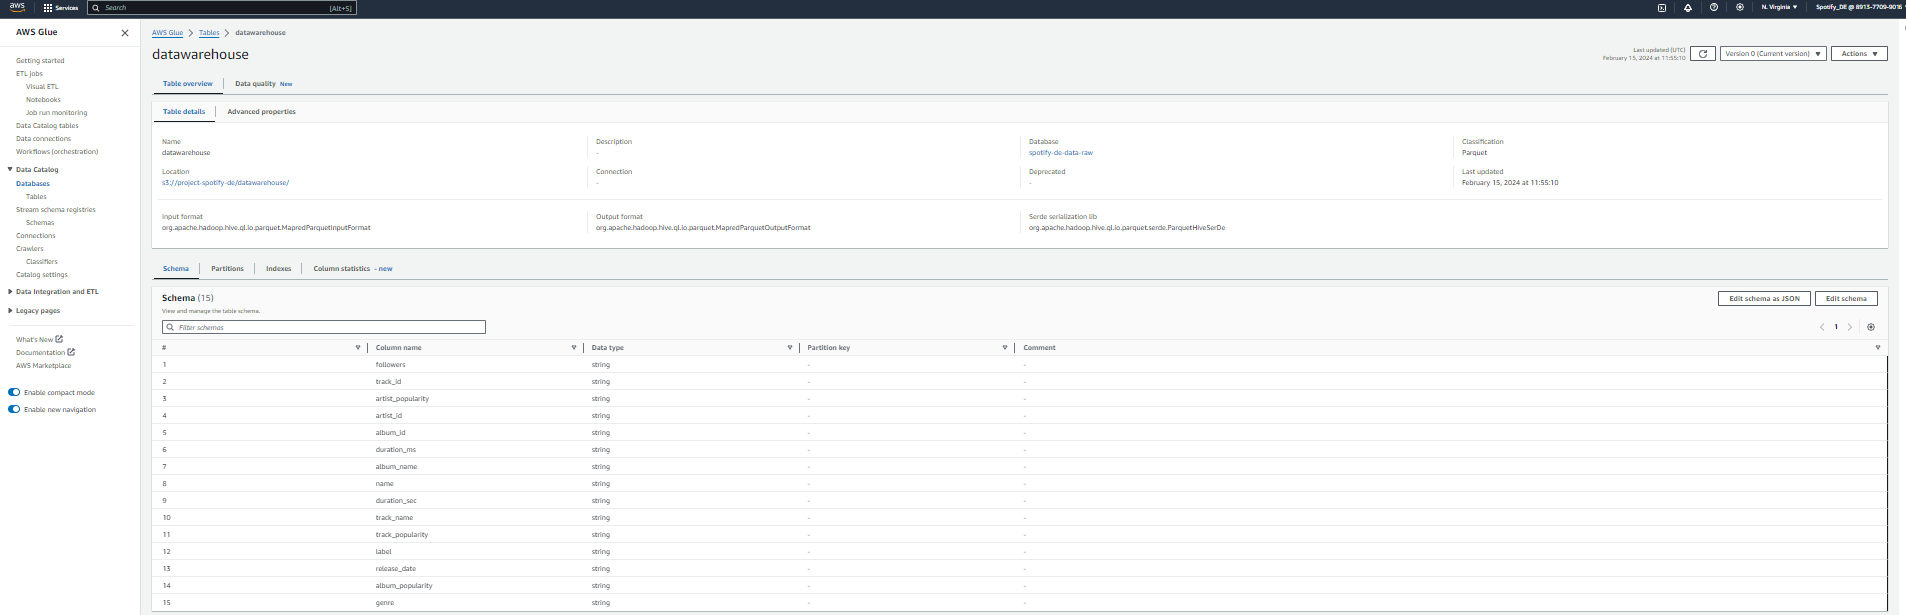 aws Services Search [Alt+S] N. Virginia Spotify_DE @ 8913-7709-9016
AWS Glue
Getting started
ETL jobs
Visual ETL
Notebooks
Job run monitoring
Data Catalog tables
Data connections
Workflows (orchestration)
Data Catalog
Databases
Tables
Stream schema registries
Schemas
Connections
Crawlers
Classifiers
Catalog settings
Data Integration and ETL
Legacy pages
What's New
Documentation
AWS Marketplace
Enable compact mode
Enable new navigation
AWS Glue > Tables > datawarehouse
datawarehouse
Last updated (UTC)
February 15, 2024 at 11:55:10
Version 0 (Current version) Actions
Table overview Data quality New
Table details Advanced properties
Name Description Database Classification
datawarehouse - spotify-de-data-raw Parquet
Location Connection Deprecated Last updated
s3://project-spotify-de/datawarehouse/ - - February 15, 2024 at 11:55:10
Input format Output format Serde serialization lib
org.apache.hadoop.hive.ql.io.parquet.MapredParquetInputFormat org.apache.hadoop.hive.ql.io.parquet.MapredParquetOutputFormat org.apache.hadoop.hive.ql.io.parquet.serde.ParquetHiveSerDe
Schema Partitions Indexes Column statistics - new
Schema (15) Edit schema as JSON Edit schema
View and manage the table schema.
Filter schemas < 1 >
# Column name Data type Partition key Comment
1 followers string - -
2 track_id string - -
3 artist_popularity string - -
4 artist_id string - -
5 album_id string - -
6 duration_ms string - -
7 album_name string - -
8 name string - -
9 duration_sec string - -
10 track_name string - -
11 track_popularity string - -
12 label string - -
13 release_date string - -
14 album_popularity string - -
15 genre string - -